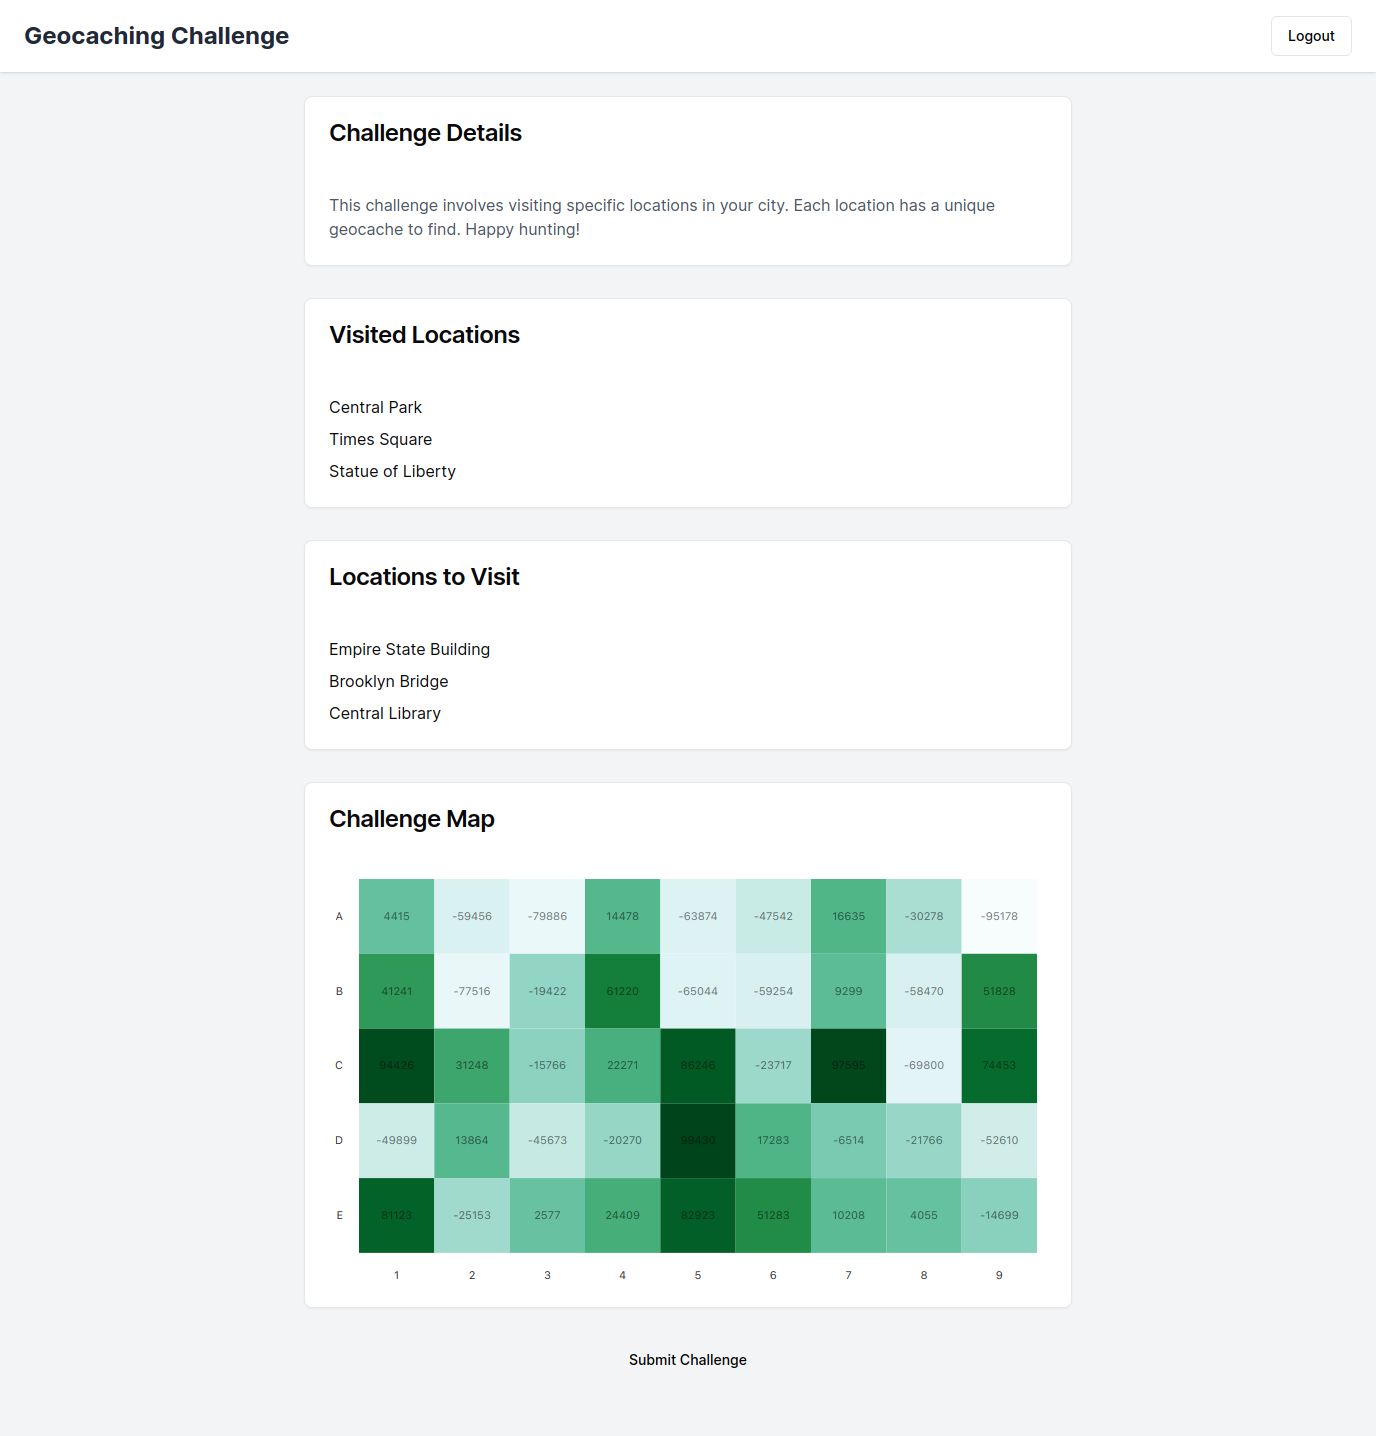 Geocaching Challenge
Logout
Challenge Details
This challenge involves visiting specific locations in your city. Each location has a unique
geocache to find. Happy hunting!
Visited Locations
Central Park
Times Square
Statue of Liberty
Locations to Visit
Empire State Building
Brooklyn Bridge
Central Library
Challenge Map
A 4415 -59456 -79886 14478 -63874 -47542 16635 -30278 -95178
B 41241 -77516 -19422 61220 -65044 -59254 9299 -58470 51828
C 94426 31248 -15766 22271 86246 -23717 97595 -69800 74453
D -49899 13864 -45673 -20270 99430 17283 -6514 -21766 -52610
E 81123 -25153 2577 24409 82923 51283 10208 4055 -14699
1 2 3 4 5 6 7 8 9
Submit Challenge